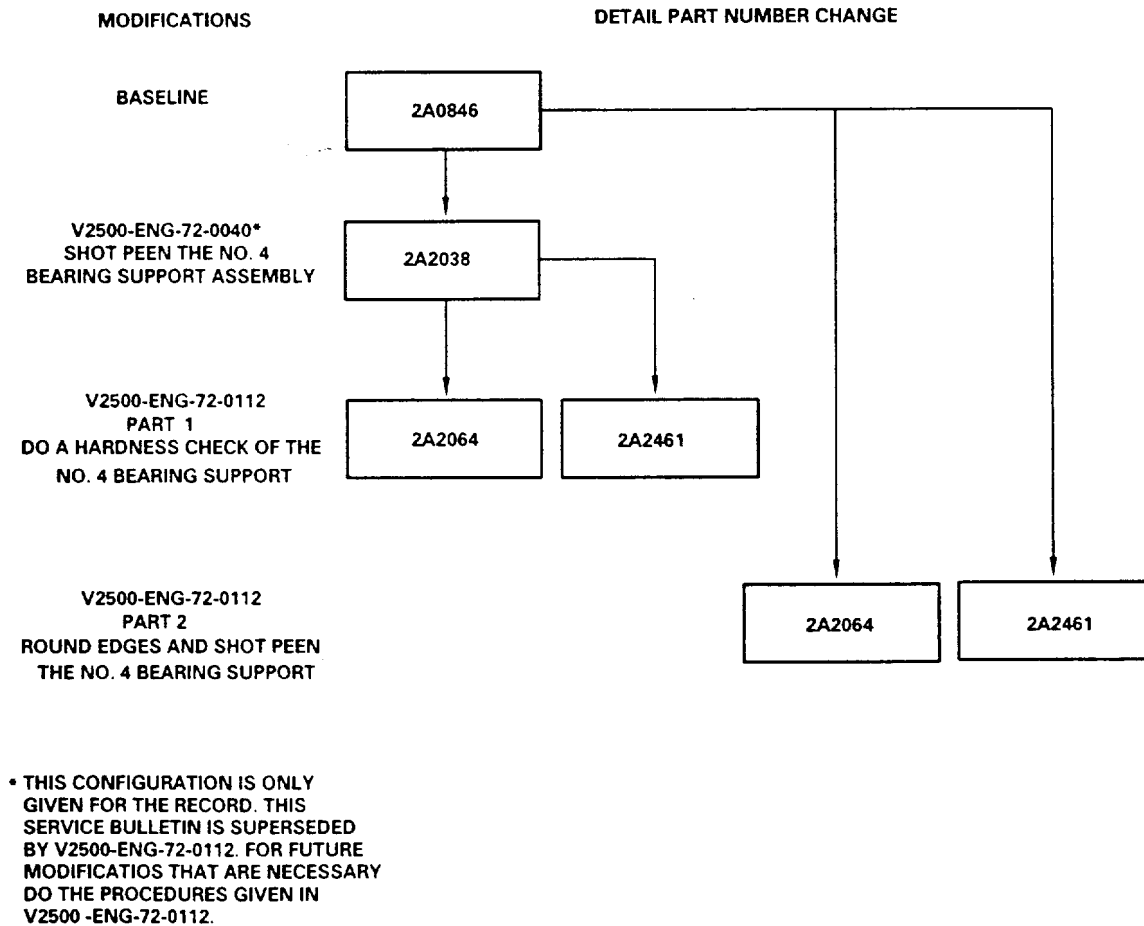 MODIFICATIONS
DETAIL PART NUMBER CHANGE
BASELINE
2A0846
V2500-ENG-72-0040*
SHOT PEEN THE NO. 4
BEARING SUPPORT ASSEMBLY
2A2038
V2500-ENG-72-0112
PART 1
DO A HARDNESS CHECK OF THE
NO. 4 BEARING SUPPORT
2A2064
2A2461
V2500-ENG-72-0112
PART 2
ROUND EDGES AND SHOT PEEN
THE NO. 4 BEARING SUPPORT
2A2064
2A2461
* THIS CONFIGURATION IS ONLY
GIVEN FOR THE RECORD. THIS
SERVICE BULLETIN IS SUPERSEDED
BY V2500-ENG-72-0112. FOR FUTURE
MODIFICATIOS THAT ARE NECESSARY
DO THE PROCEDURES GIVEN IN
V2500 -ENG-72-0112.